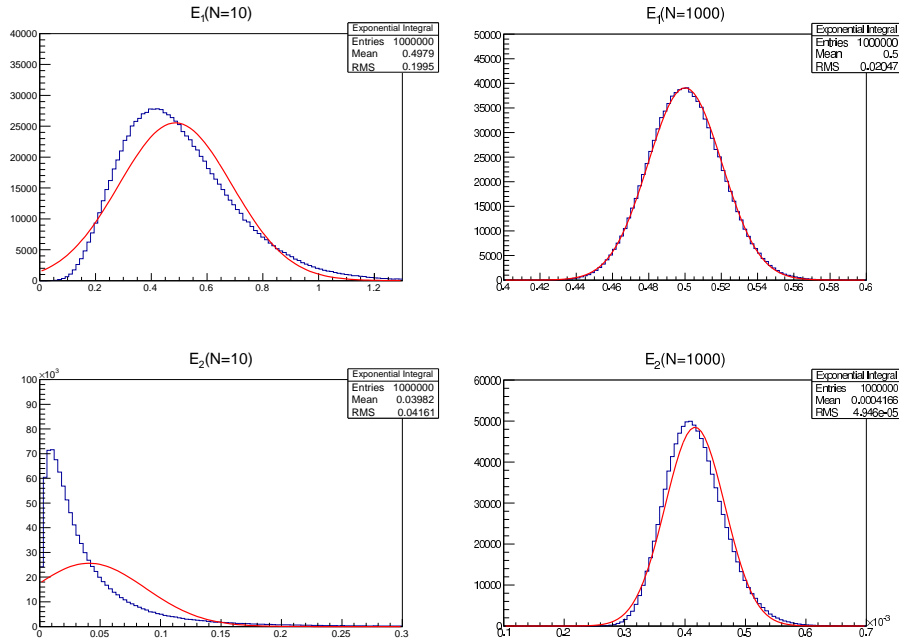 E1(N=10)
Exponential Integral
Entries 1000000
Mean 0.4979
RMS 0.1995
40000
35000
30000
25000
20000
15000
10000
5000
0
0 0.2 0.4 0.6 0.8 1 1.2
E1(N=1000)
Exponential Integral
Entries 1000000
Mean 0.5
RMS 0.02047
50000
45000
40000
35000
30000
25000
20000
15000
10000
5000
0
0.4 0.42 0.44 0.46 0.48 0.5 0.52 0.54 0.56 0.58 0.6
E2(N=10)
×10³
Exponential Integral
Entries 1000000
Mean 0.03982
RMS 0.04161
100
90
80
70
60
50
40
30
20
10
0
0 0.05 0.1 0.15 0.2 0.25 0.3
E2(N=1000)
Exponential Integral
Entries 1000000
Mean 0.0004166
RMS 4.946e-05
60000
50000
40000
30000
20000
10000
0
×10⁻³
0.1 0.2 0.3 0.4 0.5 0.6 0.7